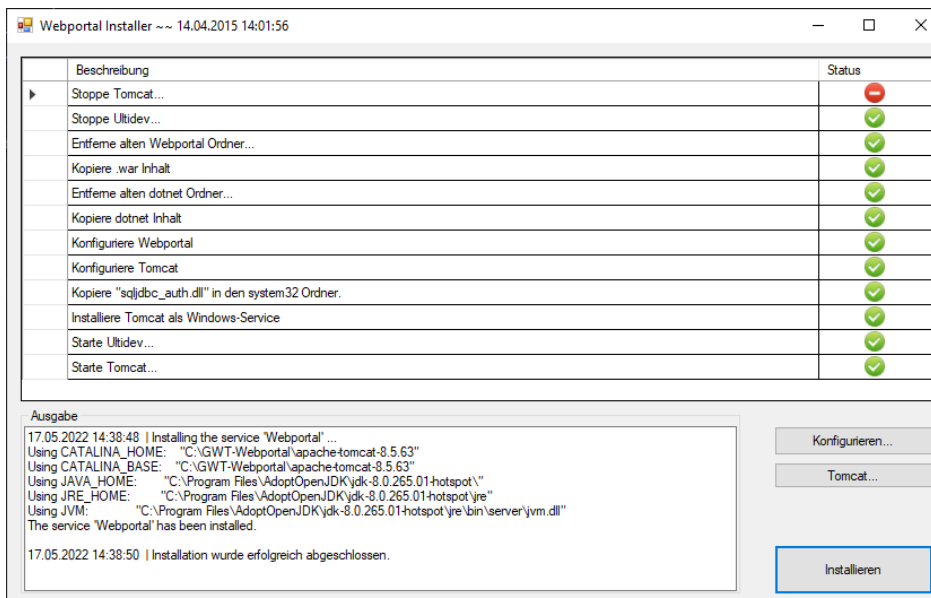 Webportal Installer ~~ 14.04.2015 14:01:56
Beschreibung Status
Stoppe Tomcat...
Stoppe Ultidev...
Entferne alten Webportal Ordner...
Kopiere .war Inhalt
Entferne alten dotnet Ordner...
Kopiere dotnet Inhalt
Konfiguriere Webportal
Konfiguriere Tomcat
Kopiere "sqljdbc_auth.dll" in den system32 Ordner.
Installiere Tomcat als Windows-Service
Starte Ultidev...
Starte Tomcat...
Ausgabe
17.05.2022 14:38:48 | Installing the service 'Webportal' ...
Using CATALINA_HOME: "C:\GWT-Webportal\apache-tomcat-8.5.63"
Using CATALINA_BASE: "C:\GWT-Webportal\apache-tomcat-8.5.63"
Using JAVA_HOME: "C:\Program Files\AdoptOpenJDK\jdk-8.0.265.01-hotspot\"
Using JRE_HOME: "C:\Program Files\AdoptOpenJDK\jdk-8.0.265.01-hotspot\jre"
Using JVM: "C:\Program Files\AdoptOpenJDK\jdk-8.0.265.01-hotspot\jre\bin\server\jvm.dll"
The service 'Webportal' has been installed.
17.05.2022 14:38:50 | Installation wurde erfolgreich abgeschlossen.
Konfigurieren...
Tomcat...
Installieren